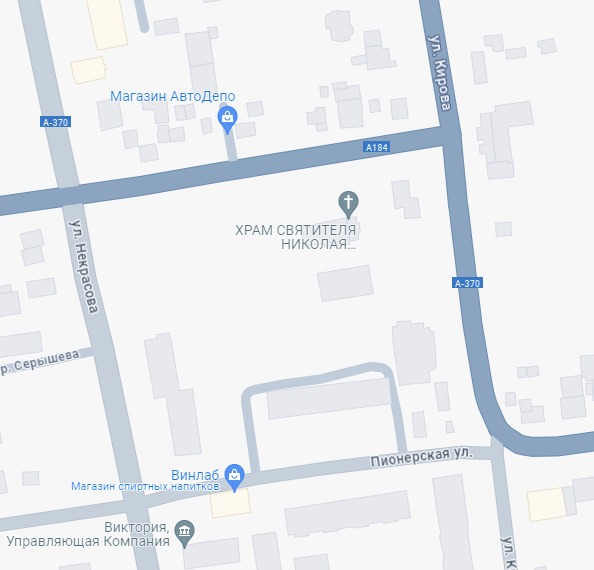 ул. Кирова
Магазин АвтоДепо
А-370
А184
ХРАМ СВЯТИТЕЛЯ
НИКОЛАЯ...
ул. Некрасова
А-370
р. Серышева
Пионерская ул.
Винлаб
Магазин спиртных напитков
Виктория,
Управляющая Компания
ул. К